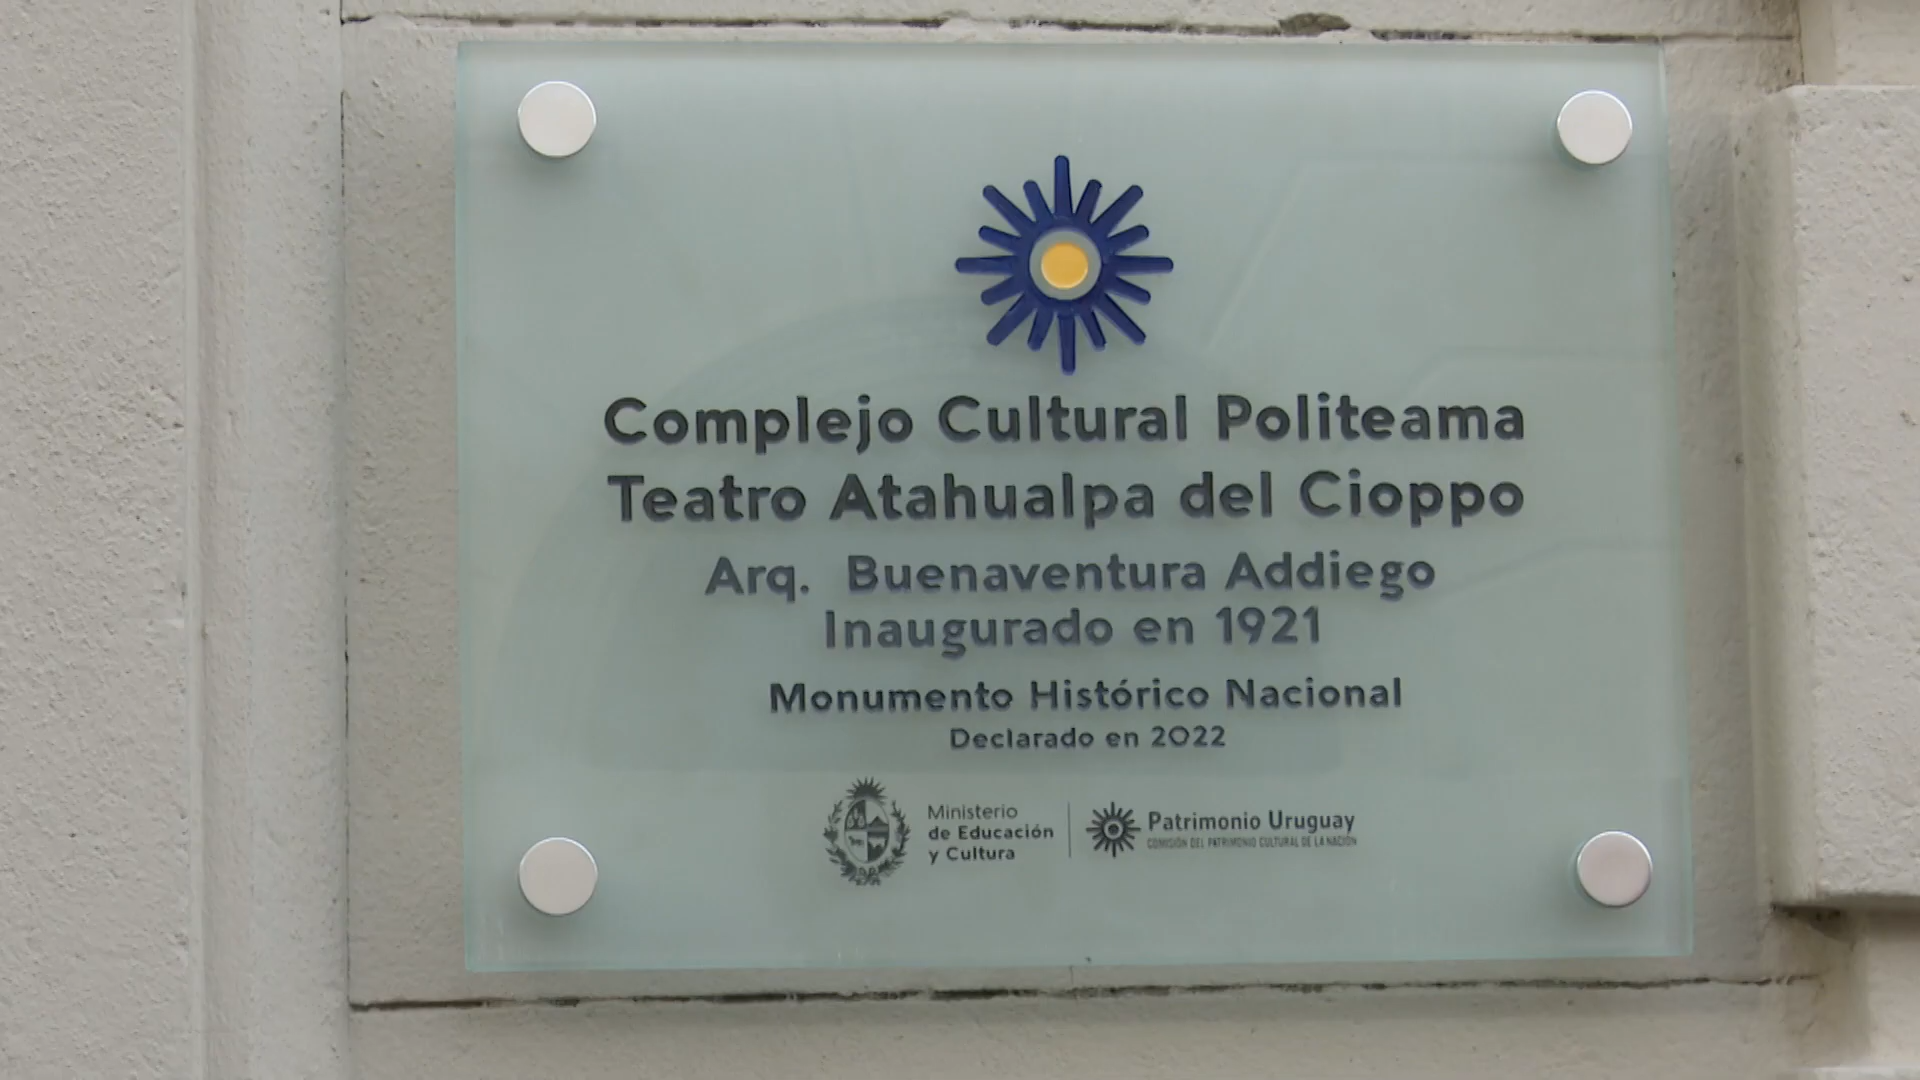 Complejo Cultural Politeama
Teatro Atahualpa del Cioppo
Arq. Buenaventura Addiego
Inaugurado en 1921
Monumento Histórico Nacional
Declarado en 2022
Ministerio
de Educación
y Cultura
Patrimonio Uruguay
COMISIÓN DEL PATRIMONIO CULTURAL DE LA NACIÓN